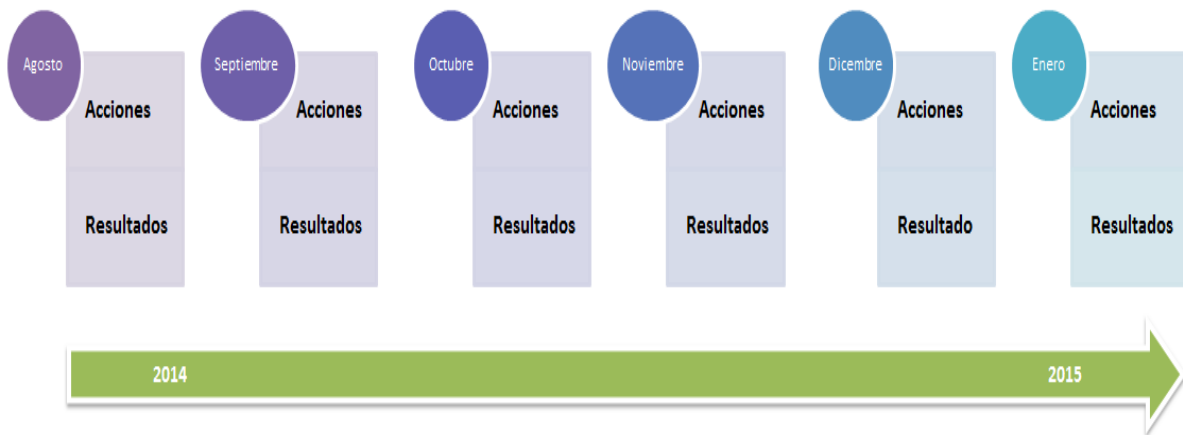 Agosto
Acciones
Resultados
Septiembre
Acciones
Resultados
Octubre
Acciones
Resultados
Noviembre
Acciones
Resultados
Dicembre
Acciones
Resultado
Enero
Acciones
Resultados
2014
2015